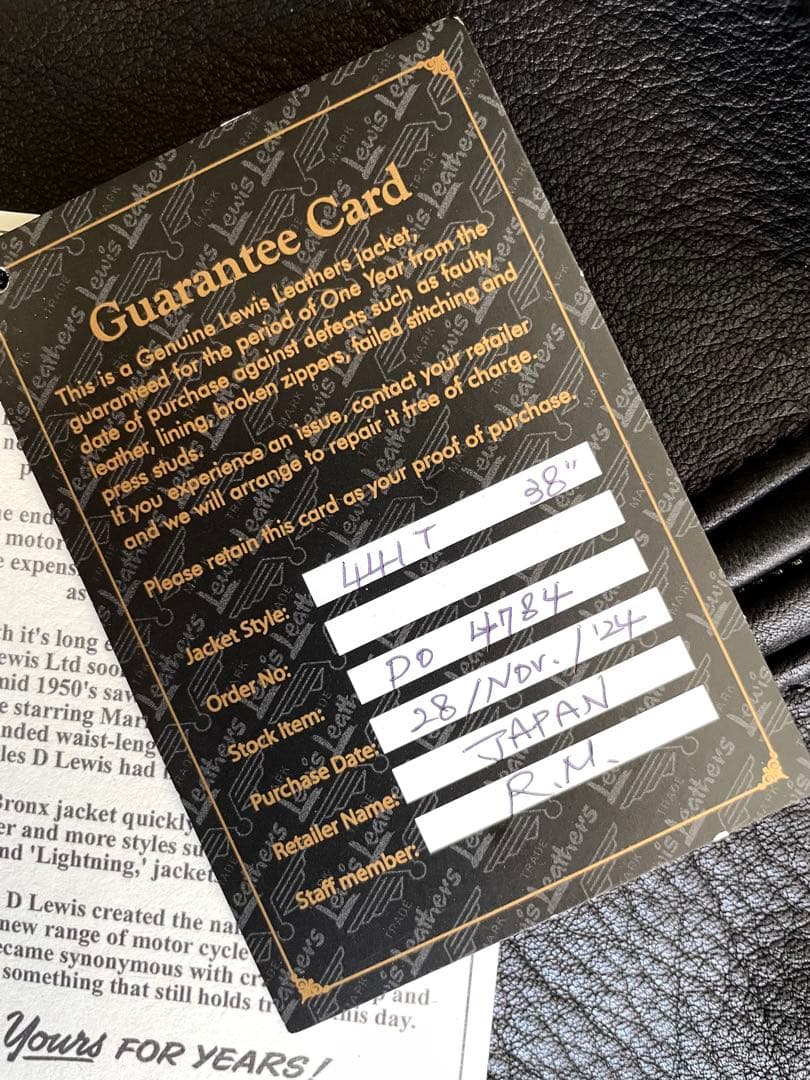 Guarantee Card
This is a Genuine Lewis Leathers jacket,
guaranteed for the period of One Year from the
date of purchase against defects such as faulty
leather, lining, broken zippers, failed stitching and
press studs.
If you experience an issue, contact your retailer
and we will arrange to repair it free of charge.
Please retain this card as your proof of purchase.
Jacket Style: 441T 38"
Order No:
Stock Item: PO 4784
Purchase Date: 28/Nov./'24
Retailer Name: JAPAN
Staff member: R.M.
e end
motor
e expens
as
h it's long
ewis Ltd soo
mid 1950's sav
e starring Mar
nded waist-leng
les D Lewis had
Bronx jacket quickly
er and more styles su
nd 'Lightning,' jacket
D Lewis created the na
new range of motor cycle
ecame synonymous with cr and
something that still holds t his day.
Yours FOR YEARS!